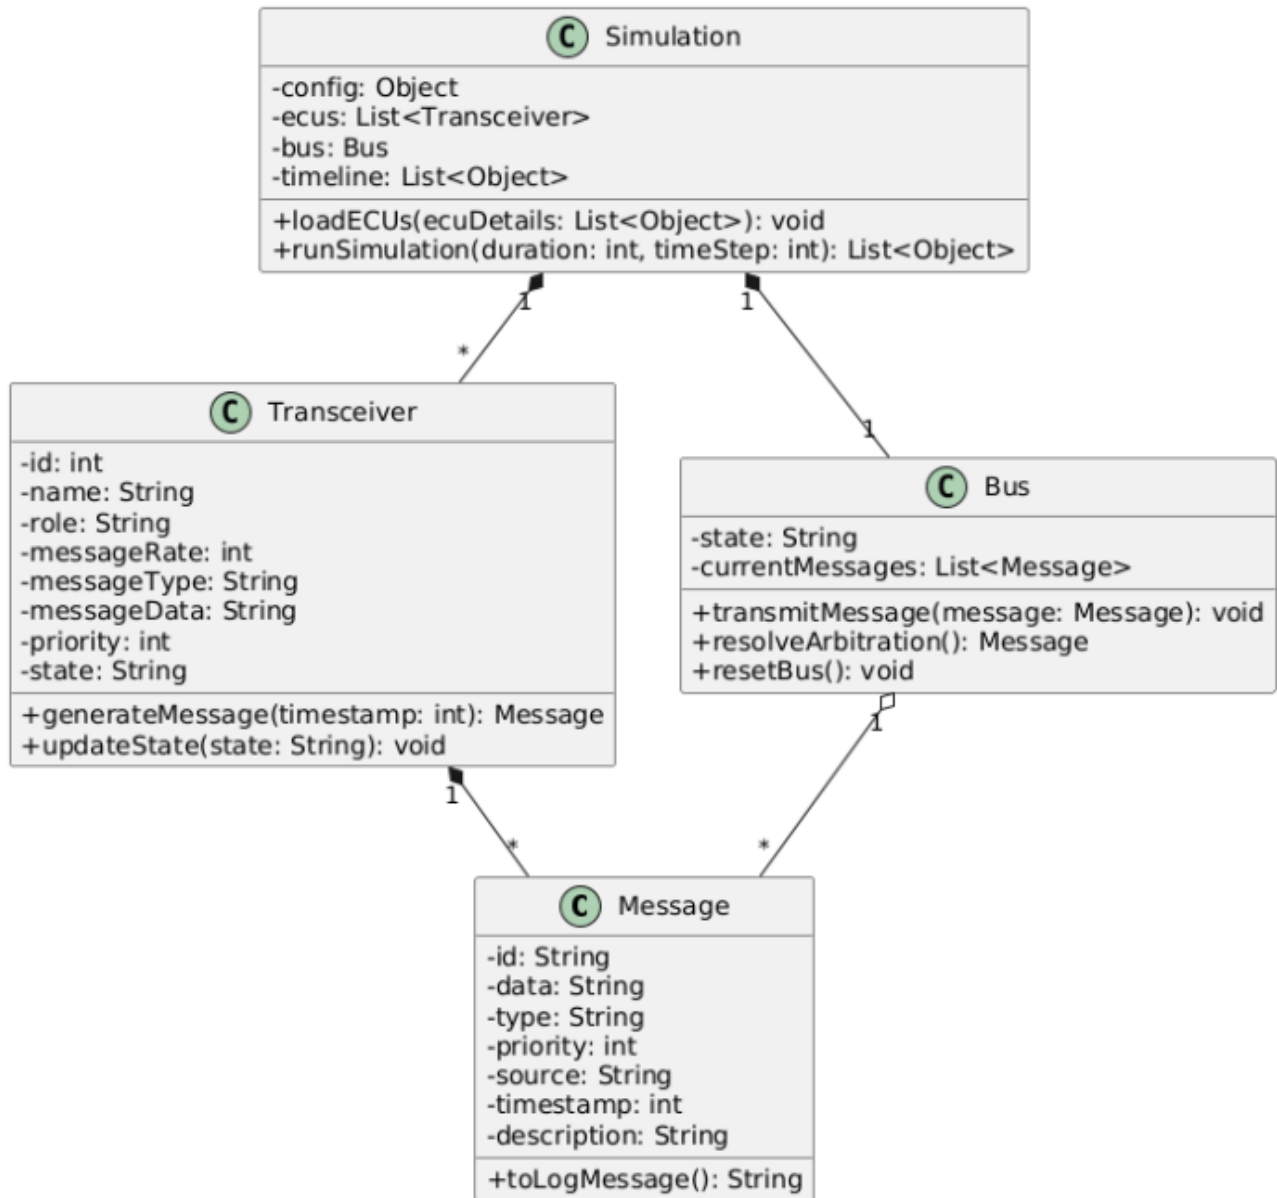 C Simulation
-config: Object
-ecus: List<Transceiver>
-bus: Bus
-timeline: List<Object>
+loadECUs(ecuDetails: List<Object>): void
+runSimulation(duration: int, timeStep: int): List<Object>
1
1
*
1
C Transceiver
-id: int
-name: String
-role: String
-messageRate: int
-messageType: String
-messageData: String
-priority: int
-state: String
+generateMessage(timestamp: int): Message
+updateState(state: String): void
C Bus
-state: String
-currentMessages: List<Message>
+transmitMessage(message: Message): void
+resolveArbitration(): Message
+resetBus(): void
1
1
*
*
C Message
-id: String
-data: String
-type: String
-priority: int
-source: String
-timestamp: int
-description: String
+toLogMessage(): String